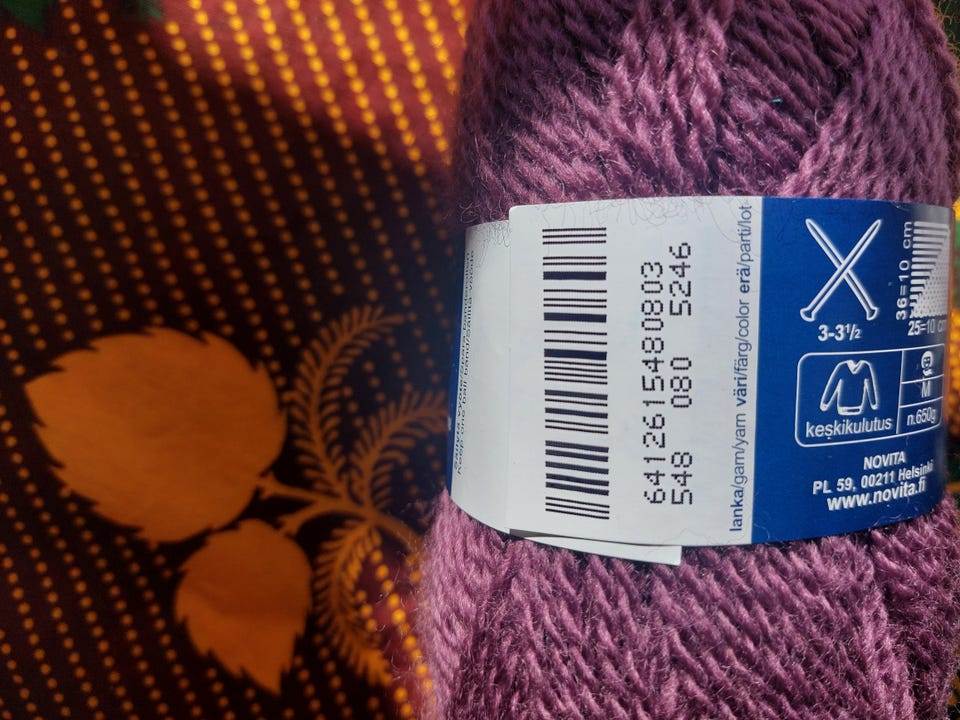 6412615480803
548 080 5246
lanka/garn/yarn väri/färg/color erä/parti/lot
3-3½
36=10 cm
25=10 cm
keskikulutus
M
n.650g
NOVITA
PL 59, 00211 Helsinki
www.novita.fi